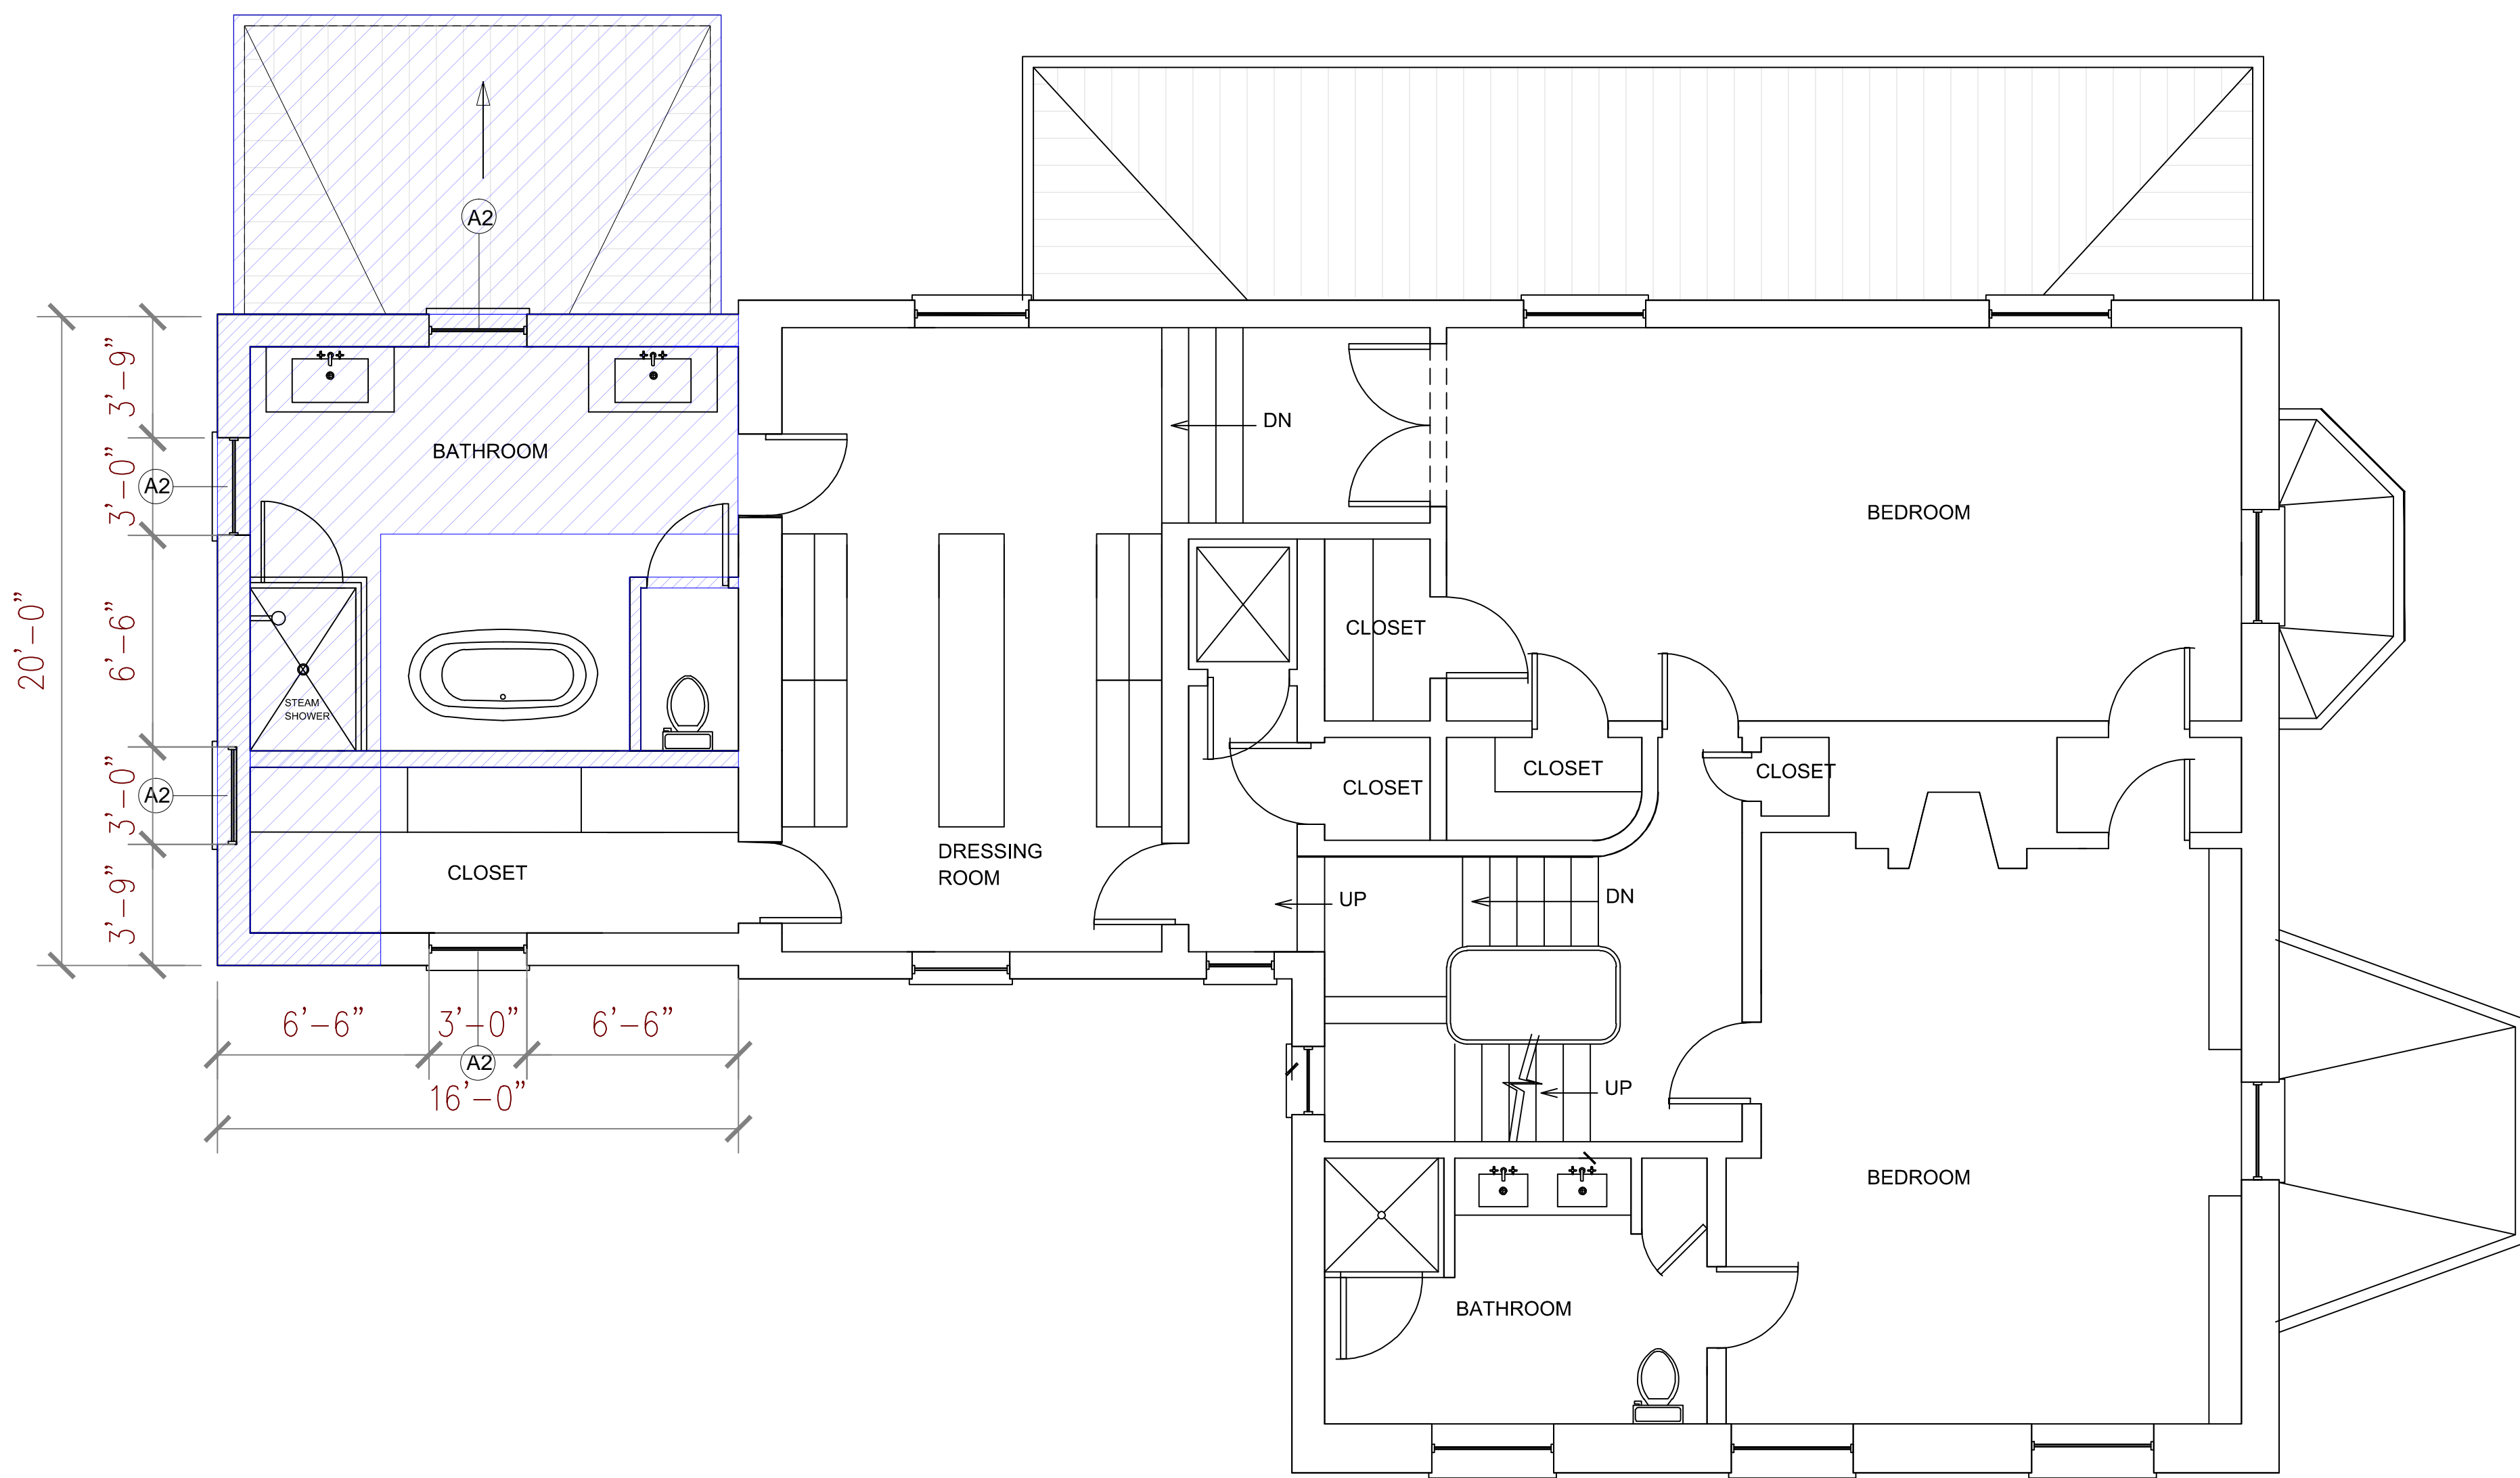 A2
3'-9"
DN
BATHROOM
3'-0"
A2
BEDROOM
20'-0"
6'-6"
CLOSET
STEAM
SHOWER
3'-0"
A2
CLOSET
CLOSET
CLOSET
DRESSING
ROOM
CLOSET
3'-9"
UP
DN
6'-6"
3'-0"
6'-6"
A2
16'-0"
UP
BEDROOM
BATHROOM